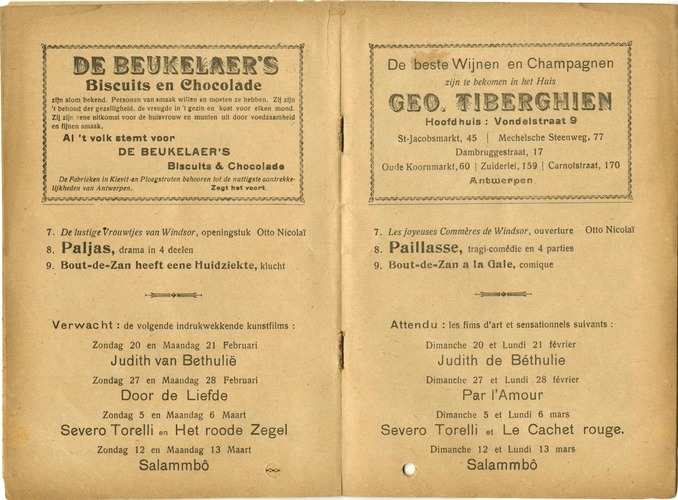 DE BEUKELAER'S
Biscuits en Chocolade
zijn alom bekend. Personen van smaak willen en moeten ze hebben. Zij zijn
't behoud der gezelligheid, de vreugde in 't gezin en kost voor elken mond.
Zij zijn eene uitkomst voor de huisvrouw en munten uit door voedzaamheid
en fijnen smaak.
Al 't volk stemt voor
DE BEUKELAER'S
Biscuits & Chocolade
De Fabrieken in Kievit-en Ploegstraten behooren tot de nuttigste aantrekke-
lijkheden van Antwerpen. Zegt het voort.
7. De lustige Vrouwtjes van Windsor, openingstuk Otto Nicolaï
8. Paljas, drama in 4 deelen
9. Bout-de-Zan heeft eene Huidziekte, klucht
Verwacht : de volgende indrukwekkende kunstfilms :
Zondag 20 en Maandag 21 Februari
Judith van Bethulië
Zondag 27 en Maandag 28 Februari
Door de Liefde
Zondag 5 en Maandag 6 Maart
Severo Torelli en Het roode Zegel
Zondag 12 en Maandag 13 Maart
Salammbô
De beste Wijnen en Champagnen
zijn te bekomen in het Huis
GEO. TIBERGHIEN
Hoofdhuis : Vondelstraat 9
St-Jacobsmarkt, 45 | Mechelsche Steenweg, 77
Dambruggestraat, 17
Oude Koornmarkt, 60 | Zuiderlei, 159 | Carnotstraat, 170
Antwerpen
7. Les joyeuses Commères de Windsor, ouverture Otto Nicolaï
8. Paillasse, tragi-comédie en 4 parties
9. Bout-de-Zan a la Gale, comique
Attendu : les fims d'art et sensationnels suivants :
Dimanche 20 et Lundi 21 février
Judith de Béthulie
Dimanche 27 et Lundi 28 février
Par l'Amour
Dimanche 5 et Lundi 6 mars
Severo Torelli et Le Cachet rouge.
Dimanche 12 et Lundi 13 mars
Salammbô